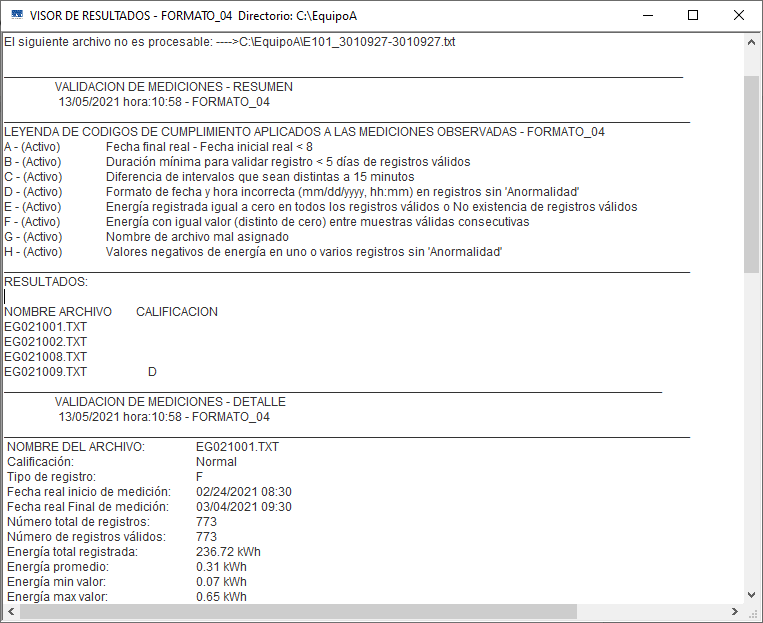 VISOR DE RESULTADOS - FORMATO_04 Directorio: C:\EquipoA
El siguiente archivo no es procesable: ---->C:\EquipoA\E101_3010927-3010927.txt
VALIDACION DE MEDICIONES - RESUMEN
13/05/2021 hora:10:58 - FORMATO_04
LEYENDA DE CODIGOS DE CUMPLIMIENTO APLICADOS A LAS MEDICIONES OBSERVADAS - FORMATO_04
A - (Activo) Fecha final real - Fecha inicial real < 8
B - (Activo) Duración mínima para validar registro < 5 días de registros válidos
C - (Activo) Diferencia de intervalos que sean distintas a 15 minutos
D - (Activo) Formato de fecha y hora incorrecta (mm/dd/yyyy, hh:mm) en registros sin 'Anormalidad'
E - (Activo) Energía registrada igual a cero en todos los registros válidos o No existencia de registros válidos
F - (Activo) Energía con igual valor (distinto de cero) entre muestras válidas consecutivas
G - (Activo) Nombre de archivo mal asignado
H - (Activo) Valores negativos de energía en uno o varios registros sin 'Anormalidad'
RESULTADOS:
NOMBRE ARCHIVO CALIFICACION
EG021001.TXT
EG021002.TXT
EG021008.TXT
EG021009.TXT D
VALIDACION DE MEDICIONES - DETALLE
13/05/2021 hora:10:58 - FORMATO_04
NOMBRE DEL ARCHIVO: EG021001.TXT
Calificación: Normal
Tipo de registro: F
Fecha real inicio de medición: 02/24/2021 08:30
Fecha real Final de medición: 03/04/2021 09:30
Número total de registros: 773
Número de registros válidos: 773
Energía total registrada: 236.72 kWh
Energía promedio: 0.31 kWh
Energía min valor: 0.07 kWh
Energía max valor: 0.65 kWh